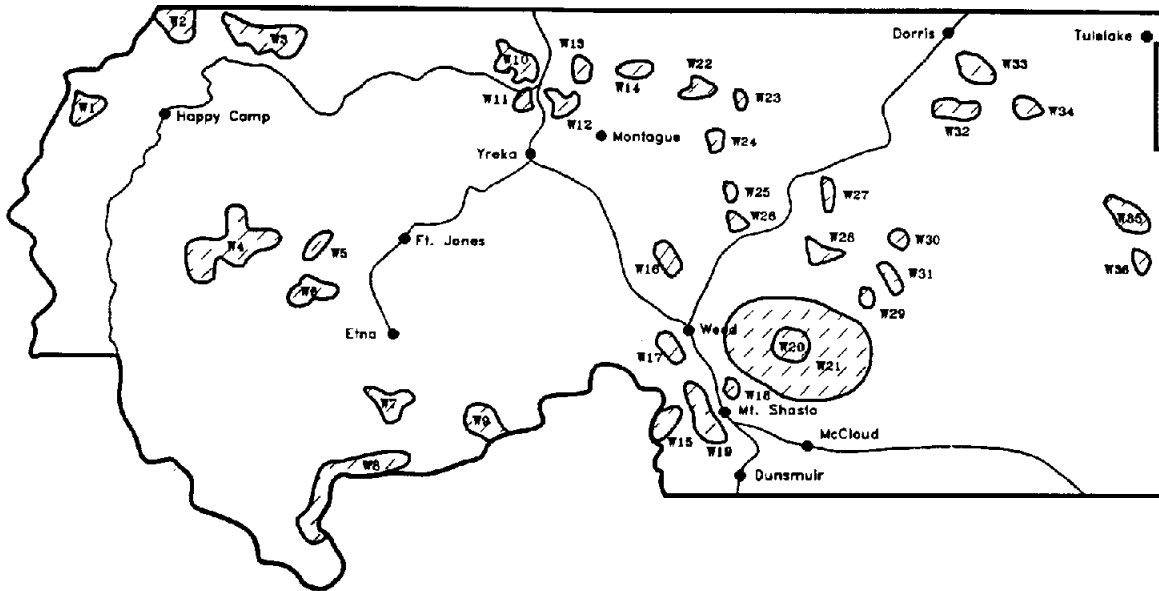 W2
W3
W1
Happy Camp
W10
W13
W11
W12
W14
W22
W23
Montague
W24
Yreka
Dorris
Tulelake
W33
W32
W34
W4
W5
W6
Ft. Jones
Etna
W25
W26
W27
W28
W16
W30
W31
W29
W35
W36
Weed
W17
W20
W21
W18
Mt. Shasta
W7
W9
W8
W15
W19
McCloud
Dunsmuir